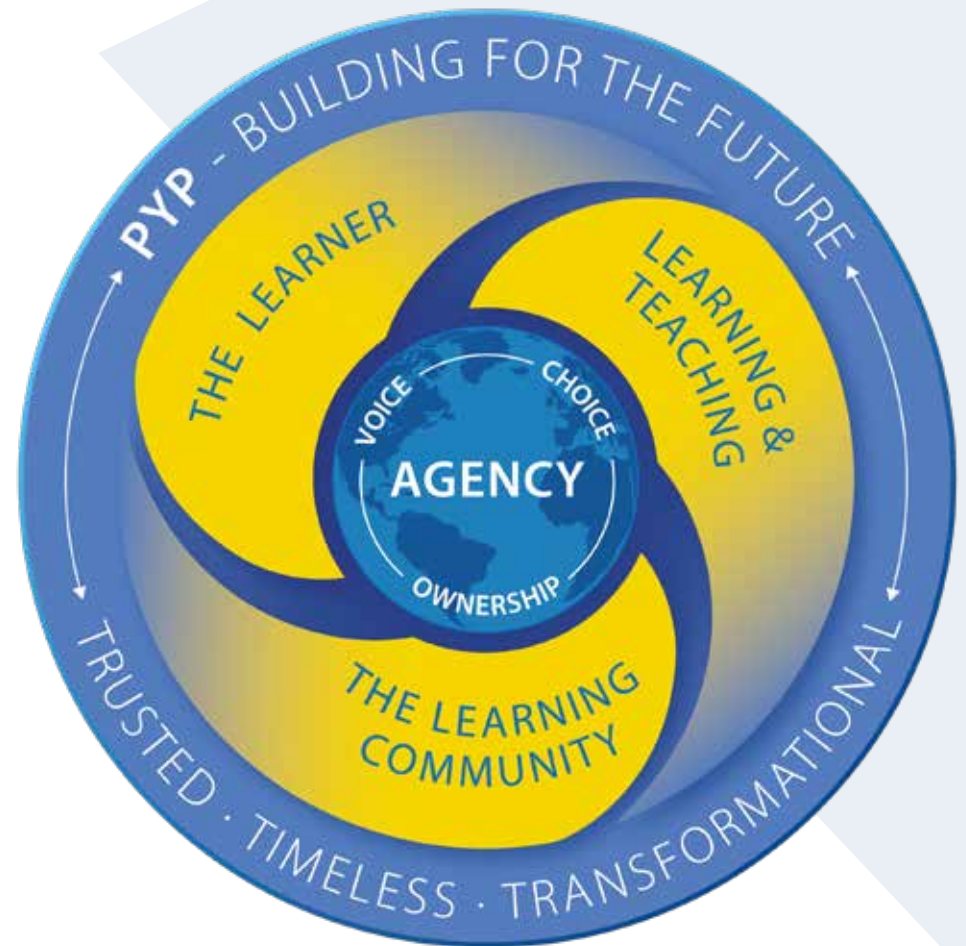 PYP - BUILDING FOR THE FUTURE
THE LEARNER
LEARNING &
TEACHING
VOICE
CHOICE
AGENCY
OWNERSHIP
THE LEARNING
COMMUNITY
TRUSTED · TIMELESS · TRANSFORMATIONAL